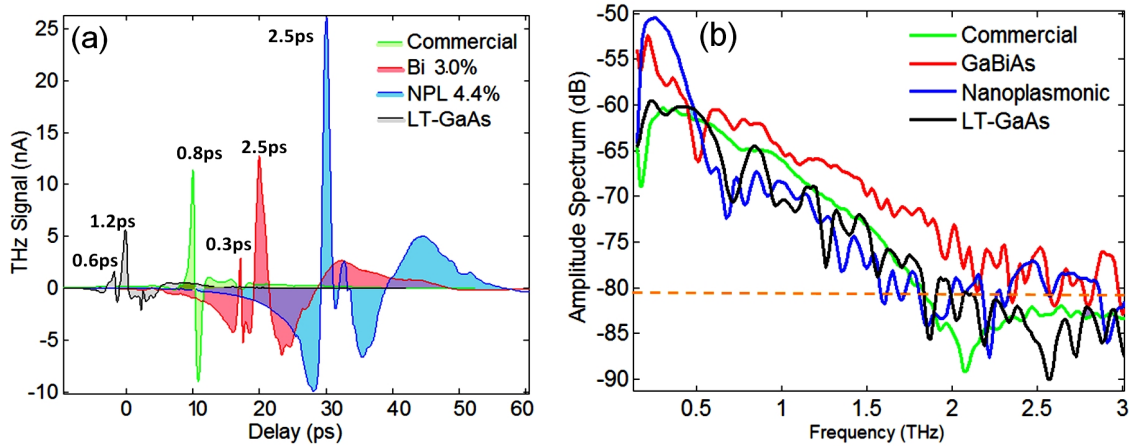 (a)
2.5ps
Commercial
Bi 3.0%
NPL 4.4%
LT-GaAs
0.8ps
2.5ps
1.2ps
0.3ps
0.6ps
25
20
15
10
5
0
-5
-10
THz Signal (nA)
0 10 20 30 40 50 60
Delay (ps)
(b)
Commercial
GaBiAs
Nanoplasmonic
LT-GaAs
-50
-55
-60
-65
-70
-75
-80
-85
-90
Amplitude Spectrum (dB)
0.5 1 1.5 2 2.5 3
Frequency (THz)